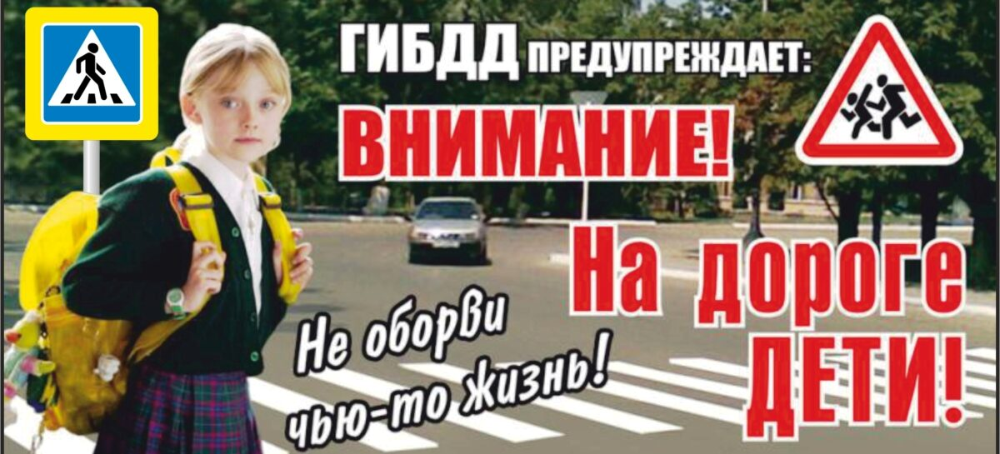 ГИБДД ПРЕДУПРЕЖДАЕТ:
ВНИМАНИЕ!
На дороге
ДЕТИ!
Не оборви
чью-то жизнь!